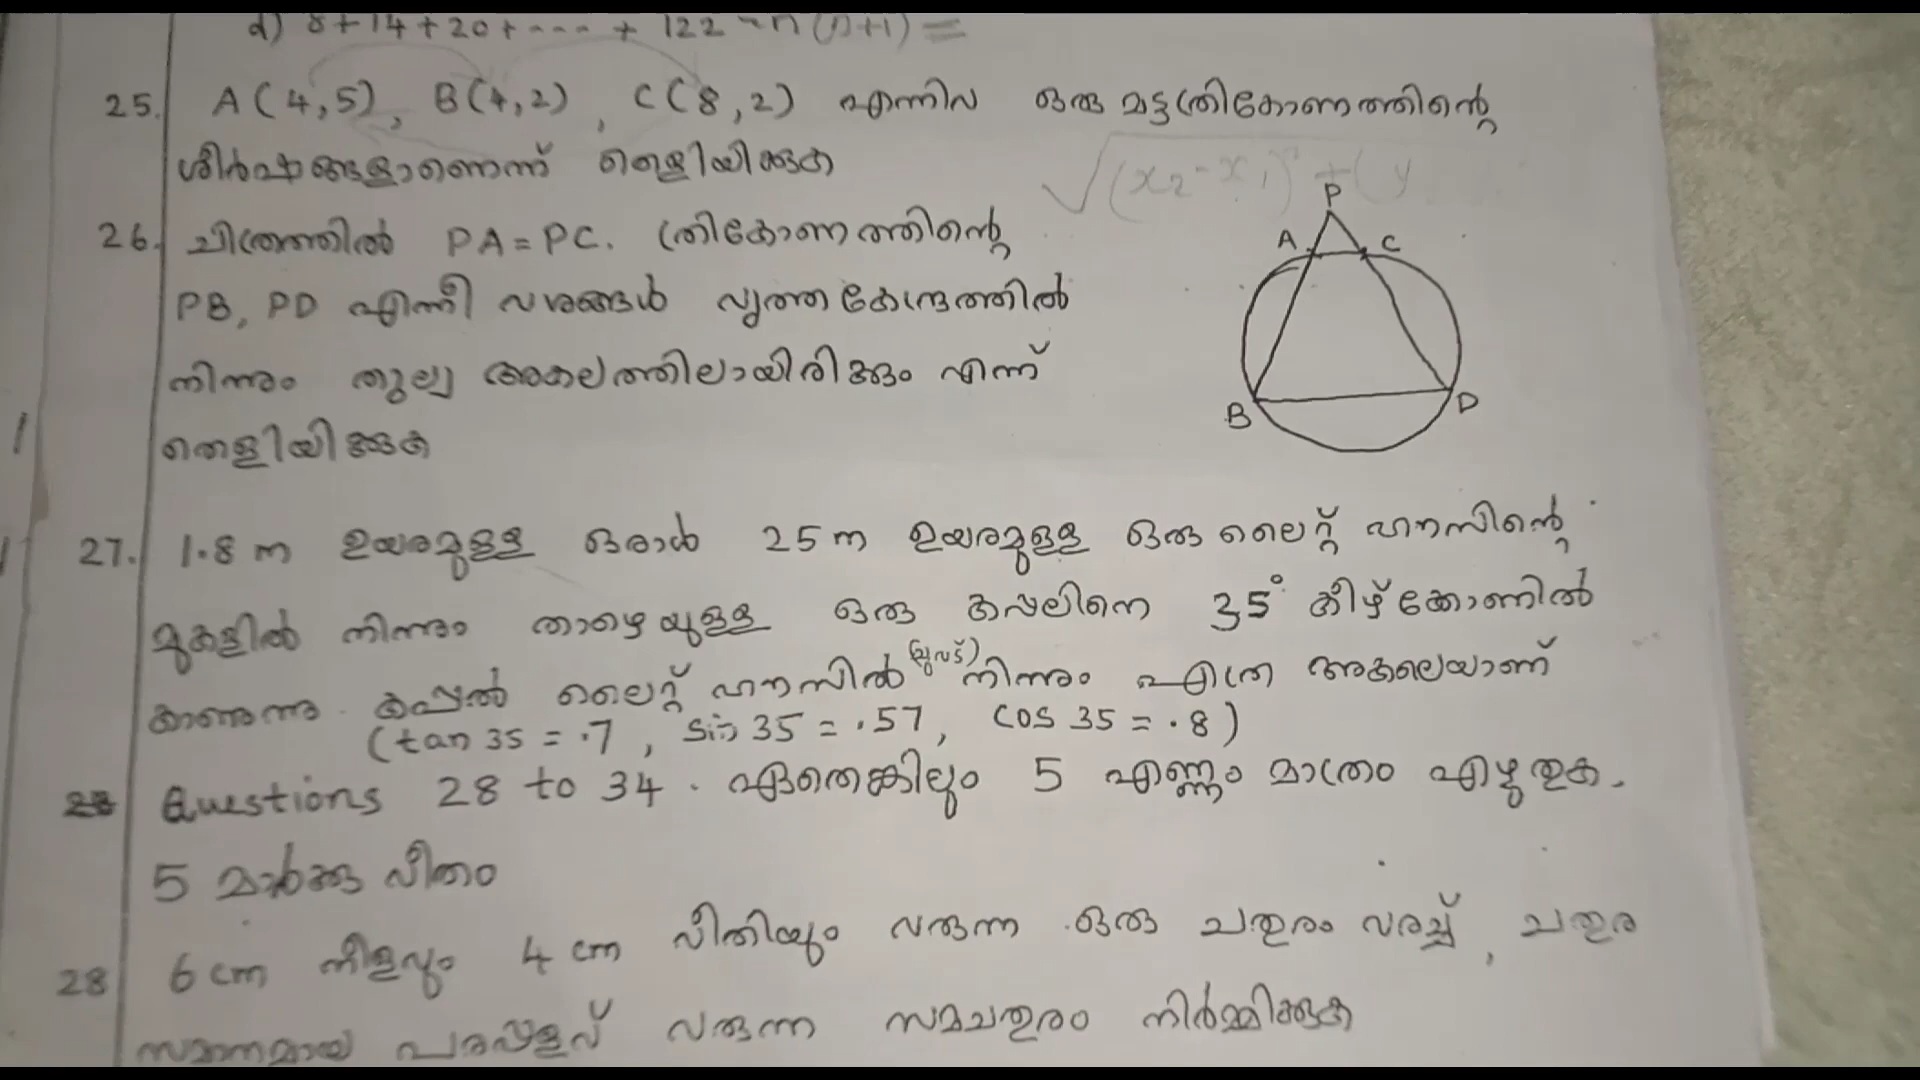 d) 8+14+20+---- + 122 - n(n+1) =
25. A(4,5), B(4,2), C(8,2) എന്നിവ ഒരു മട്ടത്രികോണത്തിന്റെ
ശീർഷങ്ങളാണെന്ന് തെളിയിക്കുക
√(x₂-x₁)² + (y
26. ചിത്രത്തിൽ PA=PC. ത്രികോണത്തിന്റെ
PB, PD എന്നീ വശങ്ങൾ വൃത്തകേന്ദ്രത്തിൽ
നിന്നും തുല്യ അകലത്തിലായിരിക്കും എന്ന്
തെളിയിക്കുക
P
A C
B D
27. 1.8 m ഉയരമുള്ള ഒരാൾ 25 m ഉയരമുള്ള ഒരു ലൈറ്റ് ഹൗസിന്റെ
മുകളിൽ നിന്നും താഴെയുള്ള ഒരു കപ്പലിനെ 35° കീഴ്ക്കോണിൽ
കാണുന്നു. കപ്പൽ ലൈറ്റ് ഹൗസിൽ (ചുവട്) നിന്നും എത്ര അകലെയാണ്
(tan 35 = .7, sin 35 = .57, cos 35 = .8)
28 Questions 28 to 34. ഏതെങ്കിലും 5 എണ്ണം മാത്രം എഴുതുക.
5 മാർക്കു വീതം
28 6 cm നീളവും 4 cm വീതിയും വരുന്ന ഒരു ചതുരം വരച്ച്, ചതുര
സമാനമായ പരപ്പളവ് വരുന്ന സമചതുരം നിർമ്മിക്കുക